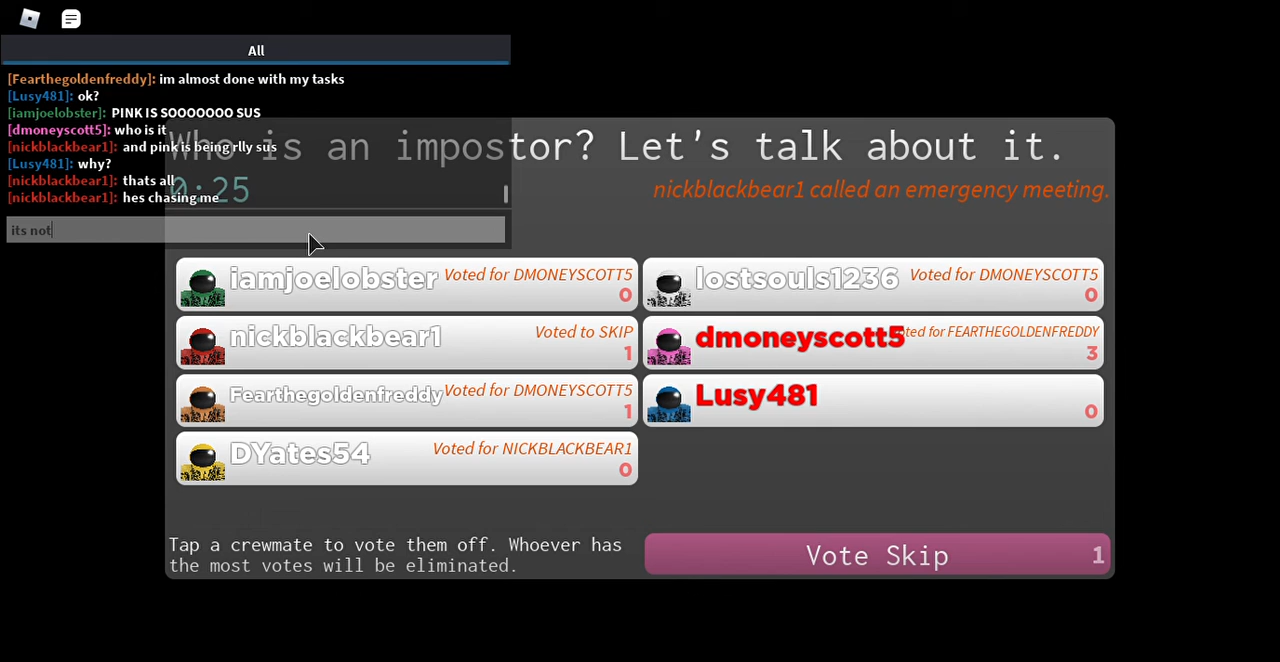 All
[Fearthegoldenfreddy]: im almost done with my tasks
[Lusy481]: ok?
[iamjoelobster]: PINK IS SOOOOOOO SUS
[dmoneyscott5]: who is it
[nickblackbear1]: and pink is being rlly sus
[Lusy481]: why?
[nickblackbear1]: thats all
[nickblackbear1]: hes chasing me
its not
Who is an impostor? Let's talk about it.
0:25
nickblackbear1 called an emergency meeting.
iamjoelobster Voted for DMONEYSCOTT5 0
lostsouls1236 Voted for DMONEYSCOTT5 0
nickblackbear1 Voted to SKIP 1
dmoneyscott5 oted for FEARTHEGOLDENFREDDY 3
Fearthegoldenfreddy Voted for DMONEYSCOTT5 1
Lusy481 0
DYates54 Voted for NICKBLACKBEAR1 0
Tap a crewmate to vote them off. Whoever has
the most votes will be eliminated.
Vote Skip 1